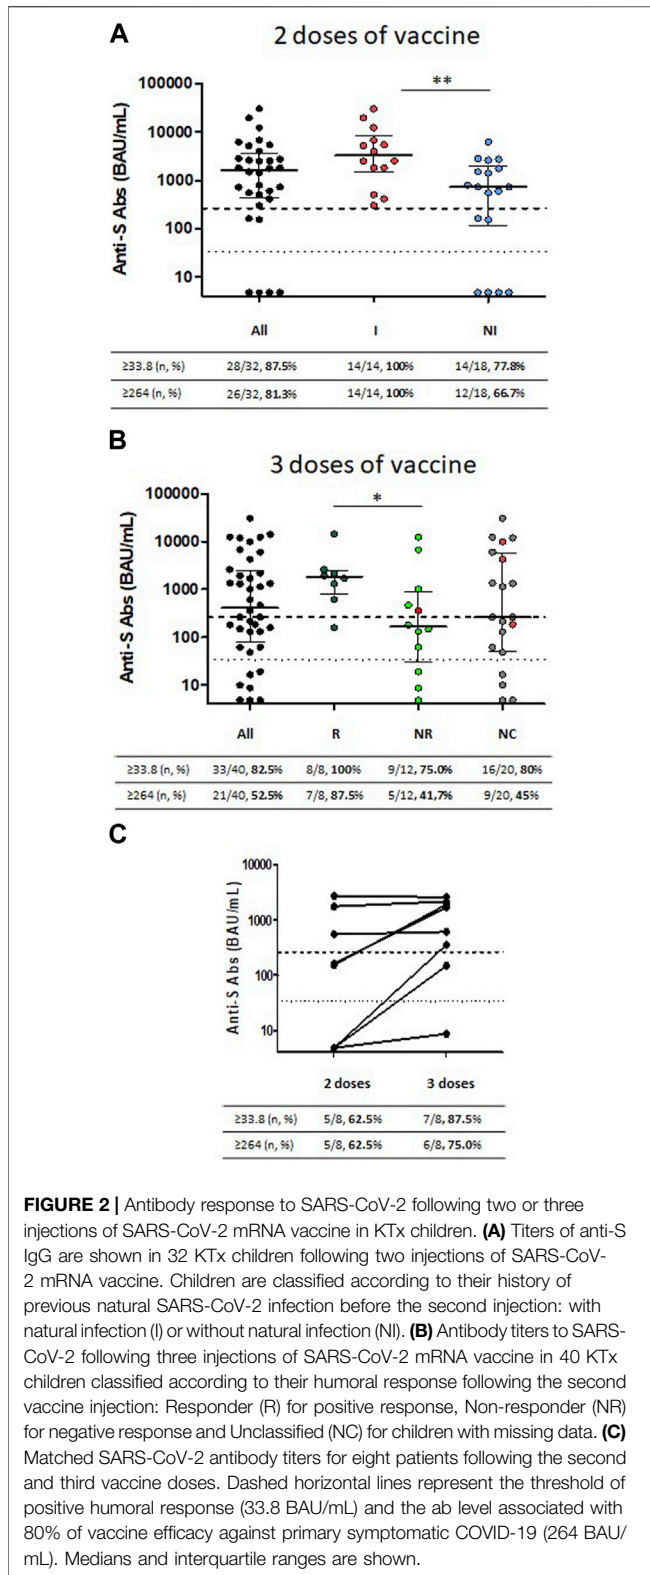 A
2 doses of vaccine
**
Anti-S Abs (BAU/mL)
100000
10000
1000
100
10
All I NI
≥33.8 (n, %) 28/32, 87.5% 14/14, 100% 14/18, 77.8%
≥264 (n, %) 26/32, 81.3% 14/14, 100% 12/18, 66.7%
B
3 doses of vaccine
*
Anti-S Abs (BAU/mL)
100000
10000
1000
100
10
All R NR NC
≥33.8 (n, %) 33/40, 82.5% 8/8, 100% 9/12, 75.0% 16/20, 80%
≥264 (n, %) 21/40, 52.5% 7/8, 87.5% 5/12, 41,7% 9/20, 45%
C
Anti-S Abs (BAU/mL)
10000
1000
100
10
2 doses 3 doses
≥33.8 (n, %) 5/8, 62.5% 7/8, 87.5%
≥264 (n, %) 5/8, 62.5% 6/8, 75.0%
FIGURE 2 | Antibody response to SARS-CoV-2 following two or three
injections of SARS-CoV-2 mRNA vaccine in KTx children. (A) Titers of anti-S
IgG are shown in 32 KTx children following two injections of SARS-CoV-
2 mRNA vaccine. Children are classified according to their history of
previous natural SARS-CoV-2 infection before the second injection: with
natural infection (I) or without natural infection (NI). (B) Antibody titers to SARS-
CoV-2 following three injections of SARS-CoV-2 mRNA vaccine in 40 KTx
children classified according to their humoral response following the second
vaccine injection: Responder (R) for positive response, Non-responder (NR)
for negative response and Unclassified (NC) for children with missing data. (C)
Matched SARS-CoV-2 antibody titers for eight patients following the second
and third vaccine doses. Dashed horizontal lines represent the threshold of
positive humoral response (33.8 BAU/mL) and the ab level associated with
80% of vaccine efficacy against primary symptomatic COVID-19 (264 BAU/
mL). Medians and interquartile ranges are shown.